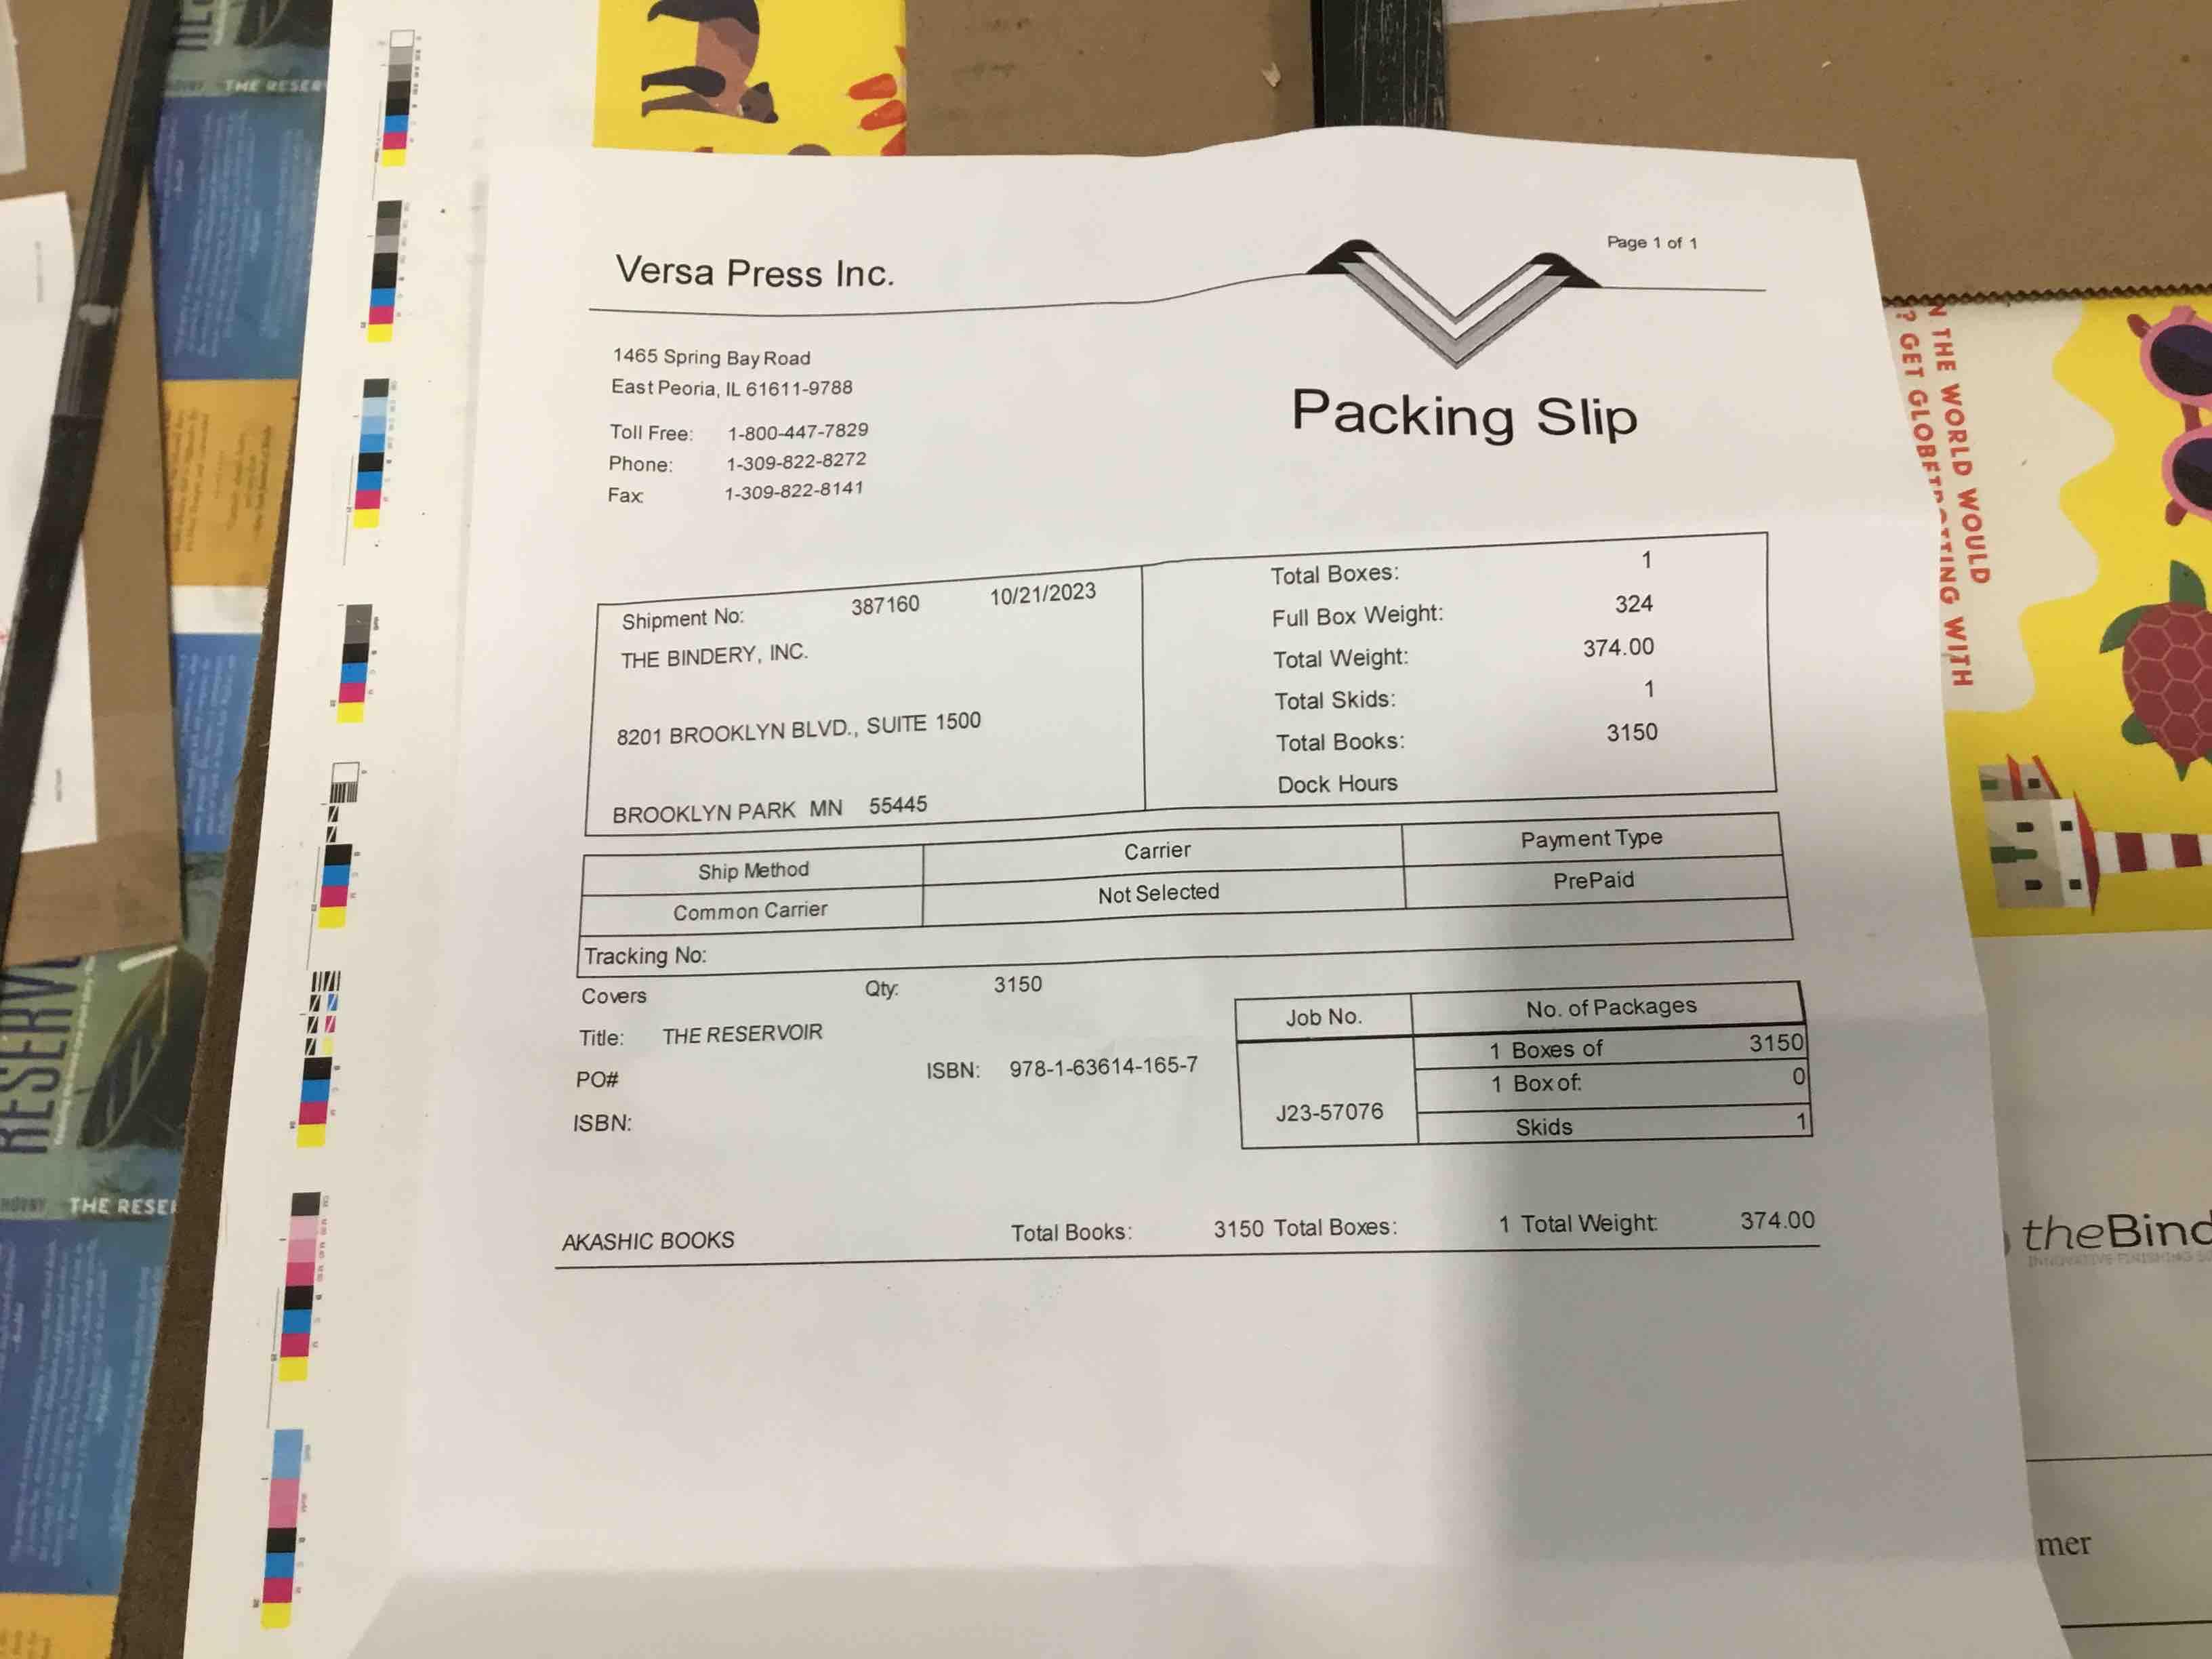 Page 1 of 1
Versa Press Inc.
1465 Spring Bay Road
East Peoria, IL 61611-9788
Toll Free: 1-800-447-7829
Phone: 1-309-822-8272
Fax: 1-309-822-8141
Packing Slip
Shipment No: 387160 10/21/2023
THE BINDERY, INC.
8201 BROOKLYN BLVD., SUITE 1500
BROOKLYN PARK MN 55445
Total Boxes: 1
Full Box Weight: 324
Total Weight: 374.00
Total Skids: 1
Total Books: 3150
Dock Hours
Ship Method Carrier Payment Type
Common Carrier Not Selected PrePaid
Tracking No:
Covers Qty: 3150
Title: THE RESERVOIR
PO# ISBN: 978-1-63614-165-7
ISBN:
Job No. No. of Packages
J23-57076
1 Boxes of 3150
1 Box of: 0
Skids 1
AKASHIC BOOKS Total Books: 3150 Total Boxes: 1 Total Weight: 374.00
THE RESER
RESERV
THE RESE
N THE WORLD WOULD
? GET GLOBETROTTING WITH
theBind
INNOVATIVE FINISHING SO
mer